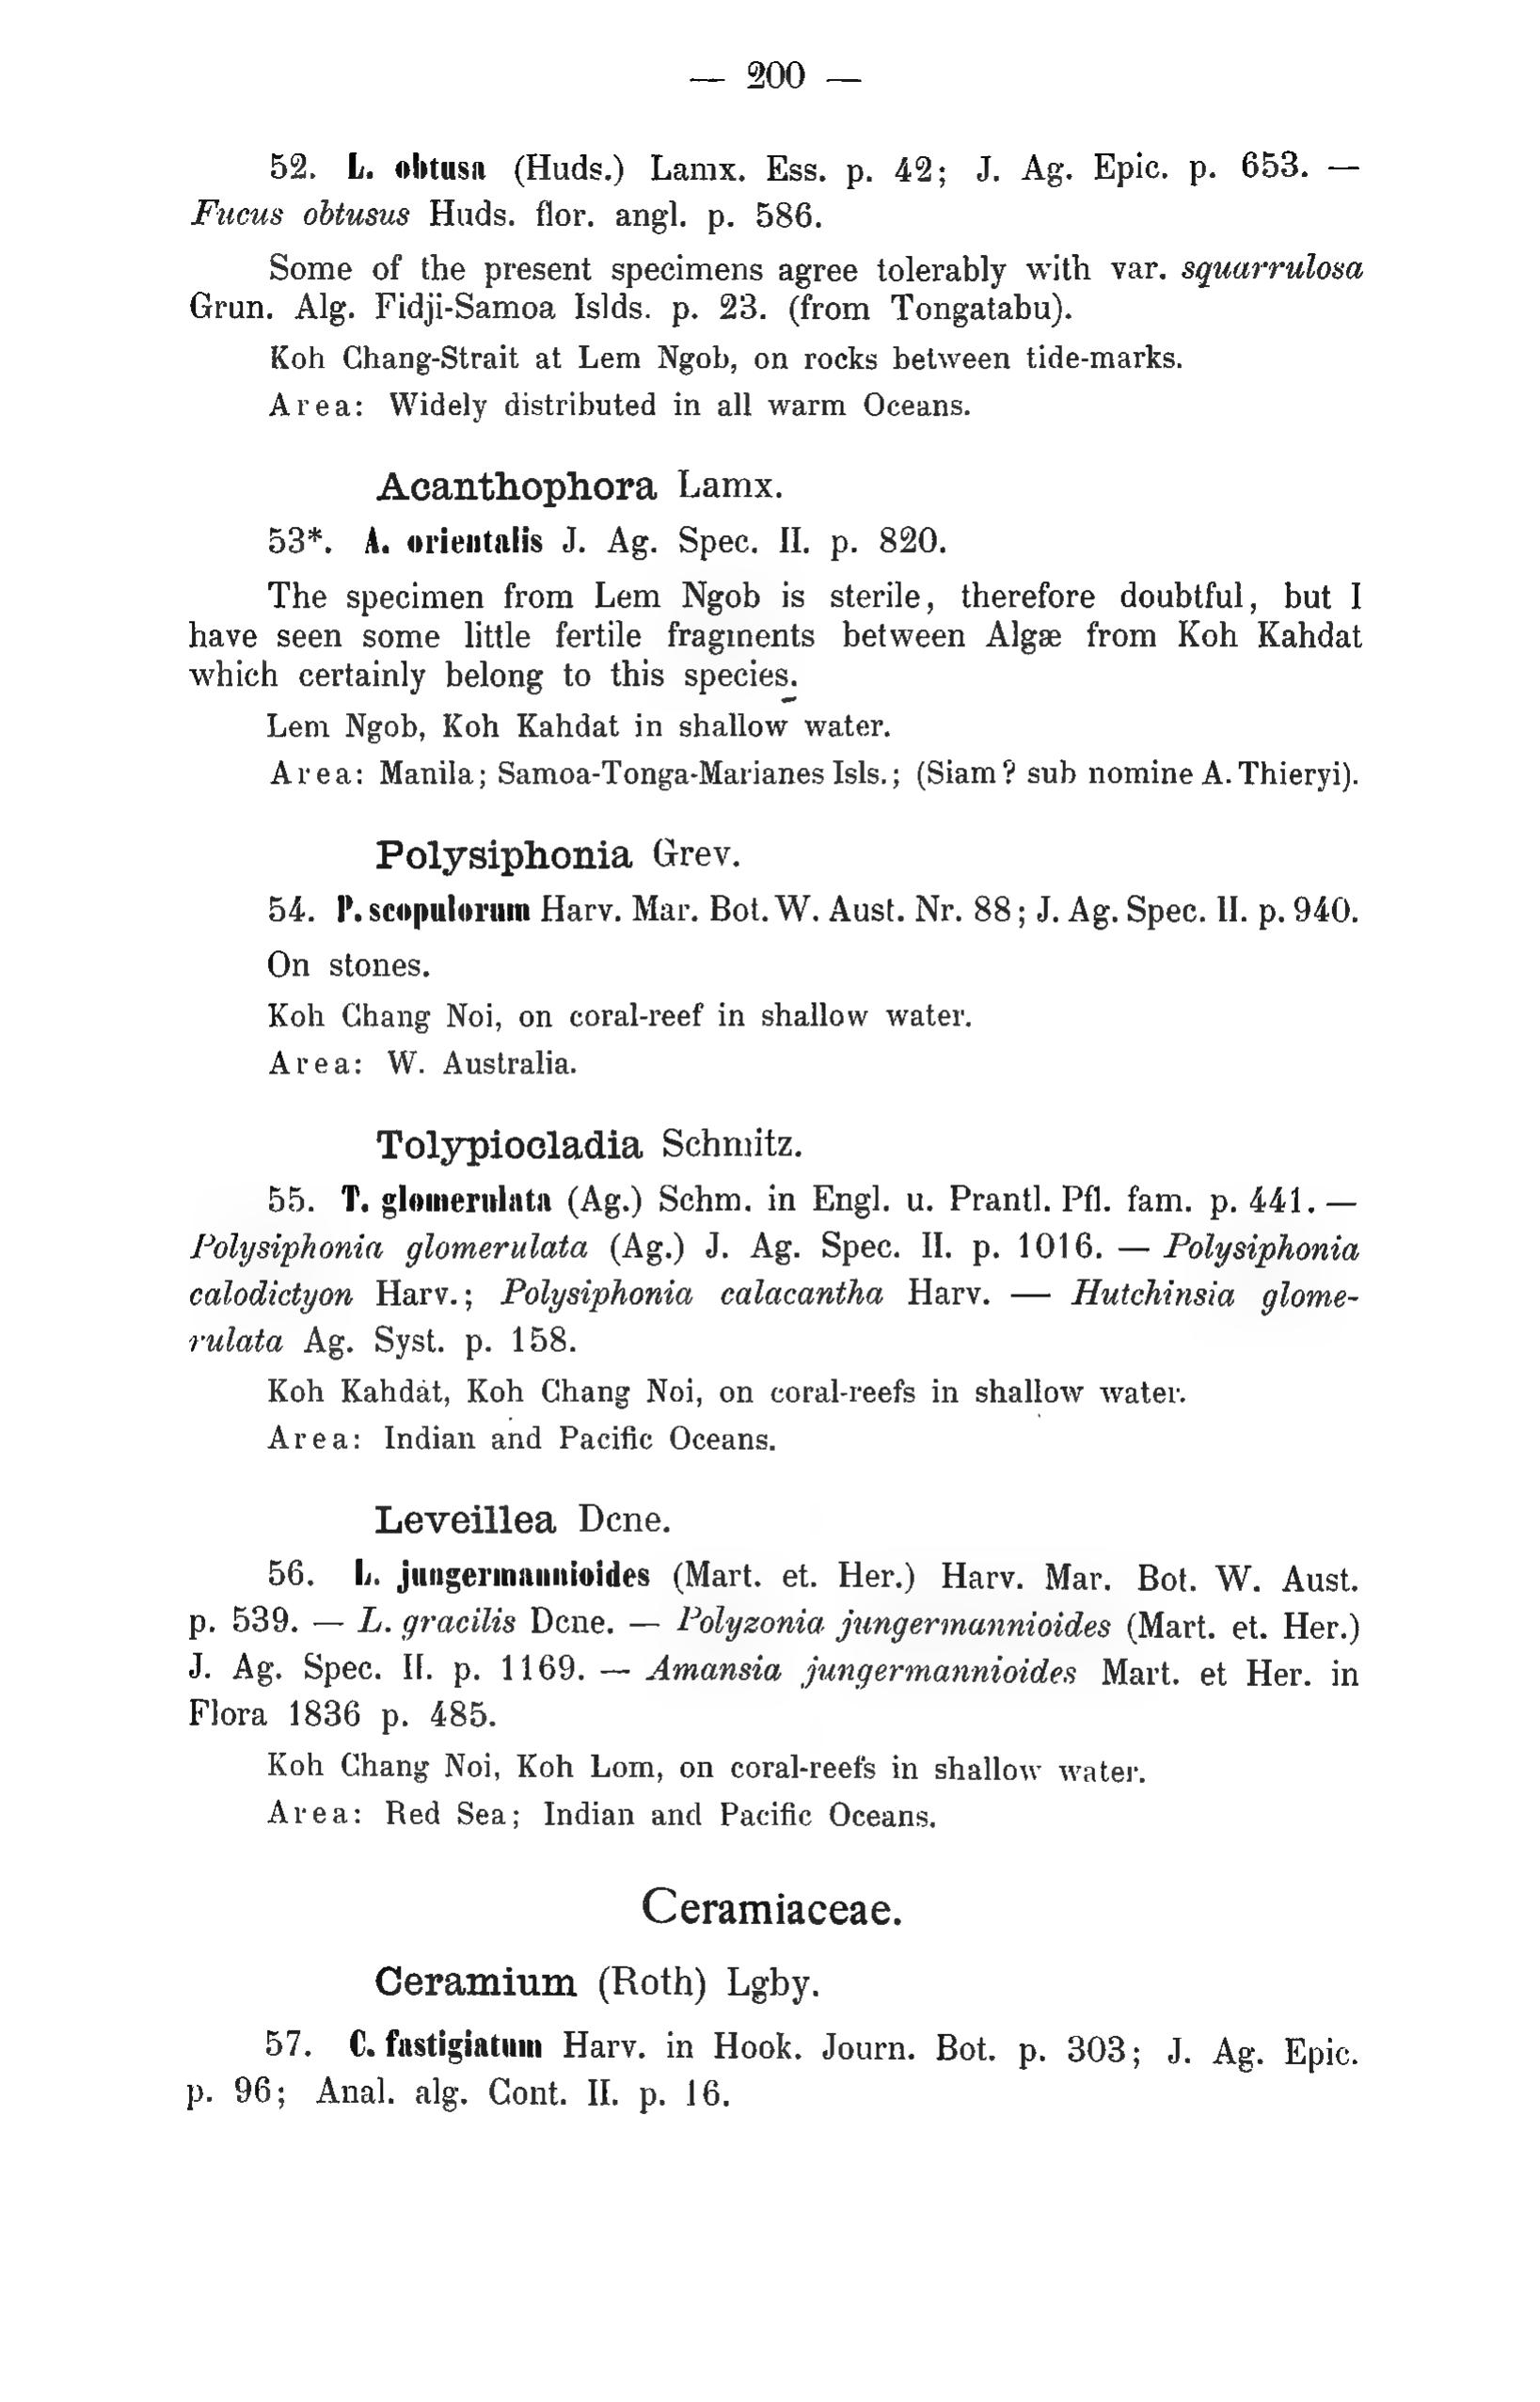 — 200 —
52. L. obtusa (Huds.) Lamx. Ess. p. 42; J. Ag. Epic. p. 653. —
Fucus obtusus Huds. flor. angl. p. 586.
Some of the present specimens agree tolerably with var. squarrulosa
Grun. Alg. Fidji-Samoa Islds. p. 23. (from Tongatabu).
Koh Chang-Strait at Lem Ngob, on rocks between tide-marks.
Area: Widely distributed in all warm Oceans.
Acanthophora Lamx.
53*. A. orientalis J. Ag. Spec. II. p. 820.
The specimen from Lem Ngob is sterile, therefore doubtful, but I
have seen some little fertile fragments between Algæ from Koh Kahdat
which certainly belong to this species.
Lem Ngob, Koh Kahdat in shallow water.
Area: Manila; Samoa-Tonga-Marianes Isls.; (Siam? sub nomine A. Thieryi).
Polysiphonia Grev.
54. P. scopulorum Harv. Mar. Bot. W. Aust. Nr. 88; J. Ag. Spec. II. p. 940.
On stones.
Koh Chang Noi, on coral-reef in shallow water.
Area: W. Australia.
Tolypiocladia Schmitz.
55. T. glomerulata (Ag.) Schm. in Engl. u. Prantl. Pfl. fam. p. 441. —
Polysiphonia glomerulata (Ag.) J. Ag. Spec. II. p. 1016. — Polysiphonia
calodictyon Harv.; Polysiphonia calacantha Harv. — Hutchinsia glome-
rulata Ag. Syst. p. 158.
Koh Kahdat, Koh Chang Noi, on coral-reefs in shallow water.
Area: Indian and Pacific Oceans.
Leveillea Dcne.
56. L. jungermannioides (Mart. et. Her.) Harv. Mar. Bot. W. Aust.
p. 539. — L. gracilis Dcne. — Polyzonia jungermannioides (Mart. et. Her.)
J. Ag. Spec. II. p. 1169. — Amansia jungermannioides Mart. et Her. in
Flora 1836 p. 485.
Koh Chang Noi, Koh Lom, on coral-reefs in shallow water.
Area: Red Sea; Indian and Pacific Oceans.
Ceramiaceae.
Ceramium (Roth) Lgby.
57. C. fastigiatum Harv. in Hook. Journ. Bot. p. 303; J. Ag. Epic.
p. 96; Anal. alg. Cont. II. p. 16.